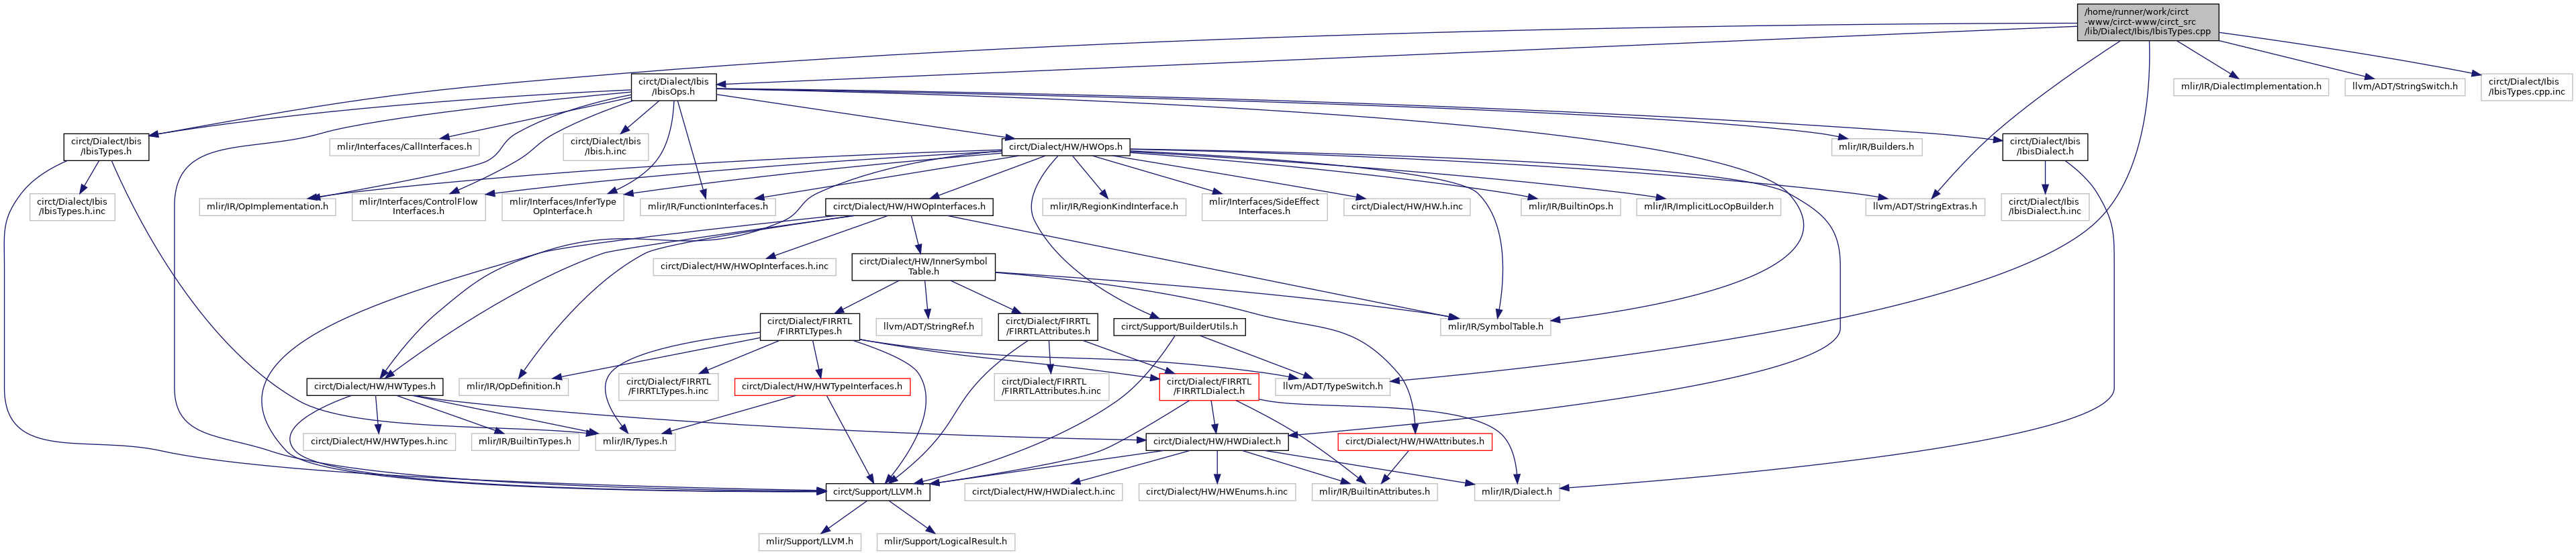 /home/runner/work/circt
-www/circt-www/circt_src
/lib/Dialect/Ibis/IbisTypes.cpp
circt/Dialect/Ibis
/IbisOps.h
mlir/IR/DialectImplementation.h
llvm/ADT/StringSwitch.h
circt/Dialect/Ibis
/IbisTypes.cpp.inc
circt/Dialect/Ibis
/IbisTypes.h
mlir/Interfaces/CallInterfaces.h
circt/Dialect/Ibis
/Ibis.h.inc
circt/Dialect/HW/HWOps.h
mlir/IR/Builders.h
circt/Dialect/Ibis
/IbisDialect.h
circt/Dialect/Ibis
/IbisTypes.h.inc
mlir/IR/OpImplementation.h
mlir/Interfaces/ControlFlow
Interfaces.h
mlir/Interfaces/InferType
OpInterface.h
mlir/IR/FunctionInterfaces.h
circt/Dialect/HW/HWOpInterfaces.h
mlir/IR/RegionKindInterface.h
mlir/Interfaces/SideEffect
Interfaces.h
circt/Dialect/HW/HW.h.inc
mlir/IR/BuiltinOps.h
mlir/IR/ImplicitLocOpBuilder.h
llvm/ADT/StringExtras.h
circt/Dialect/Ibis
/IbisDialect.h.inc
circt/Dialect/HW/HWOpInterfaces.h.inc
circt/Dialect/HW/InnerSymbol
Table.h
circt/Dialect/FIRRTL
/FIRRTLTypes.h
llvm/ADT/StringRef.h
circt/Dialect/FIRRTL
/FIRRTLAttributes.h
circt/Support/BuilderUtils.h
mlir/IR/SymbolTable.h
circt/Dialect/HW/HWTypes.h
mlir/IR/OpDefinition.h
circt/Dialect/FIRRTL
/FIRRTLTypes.h.inc
circt/Dialect/HW/HWTypeInterfaces.h
circt/Dialect/FIRRTL
/FIRRTLAttributes.h.inc
circt/Dialect/FIRRTL
/FIRRTLDialect.h
llvm/ADT/TypeSwitch.h
circt/Dialect/HW/HWTypes.h.inc
mlir/IR/BuiltinTypes.h
mlir/IR/Types.h
circt/Dialect/HW/HWDialect.h
circt/Dialect/HW/HWAttributes.h
circt/Support/LLVM.h
circt/Dialect/HW/HWDialect.h.inc
circt/Dialect/HW/HWEnums.h.inc
mlir/IR/BuiltinAttributes.h
mlir/IR/Dialect.h
mlir/Support/LLVM.h
mlir/Support/LogicalResult.h